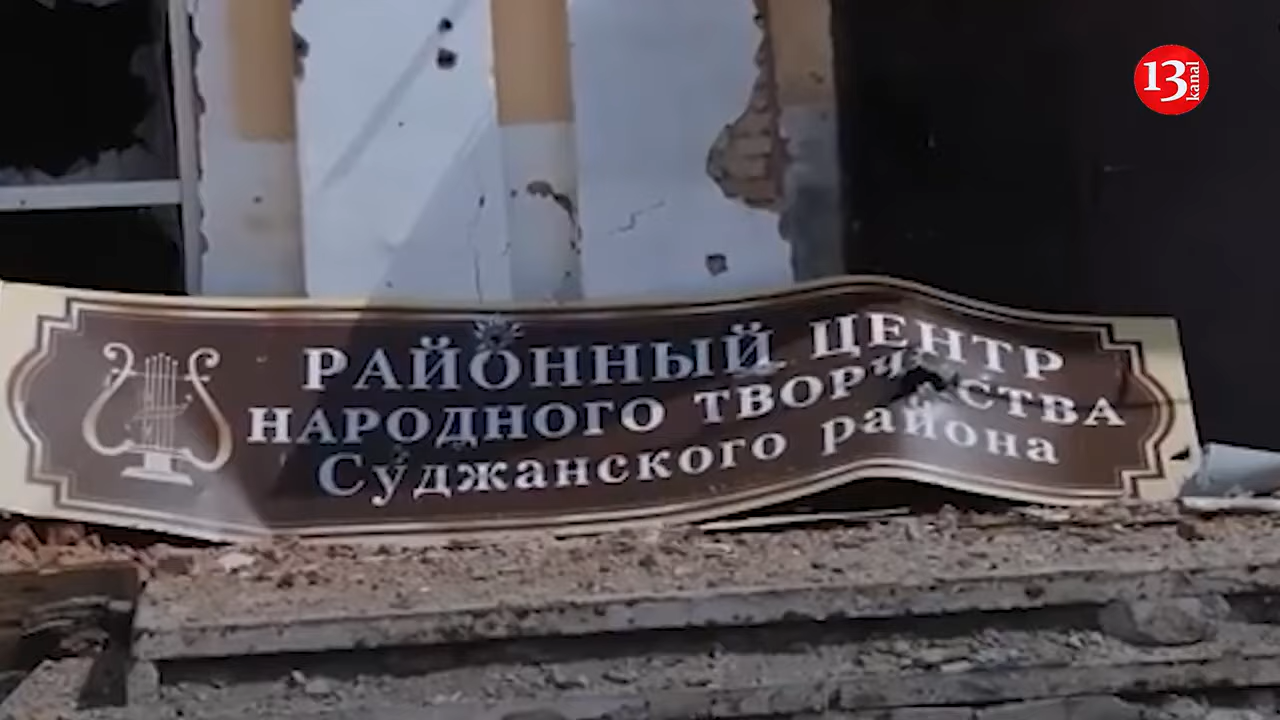 13 kanal
РАЙОННЫЙ ЦЕНТР
НАРОДНОГО ТВОРЧЕСТВА
Суджанского района